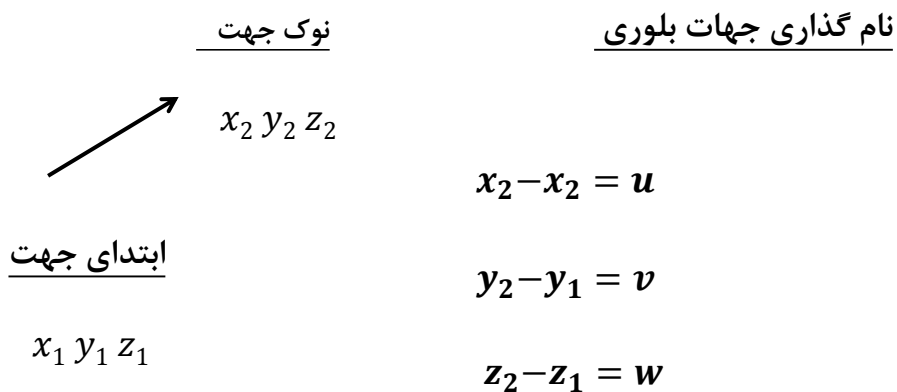 نام گذاری جهات بلوری
نوک جهت
x₂ y₂ z₂
x₂−x₂ = u
ابتدای جهت
y₂−y₁ = v
x₁ y₁ z₁
z₂−z₁ = w